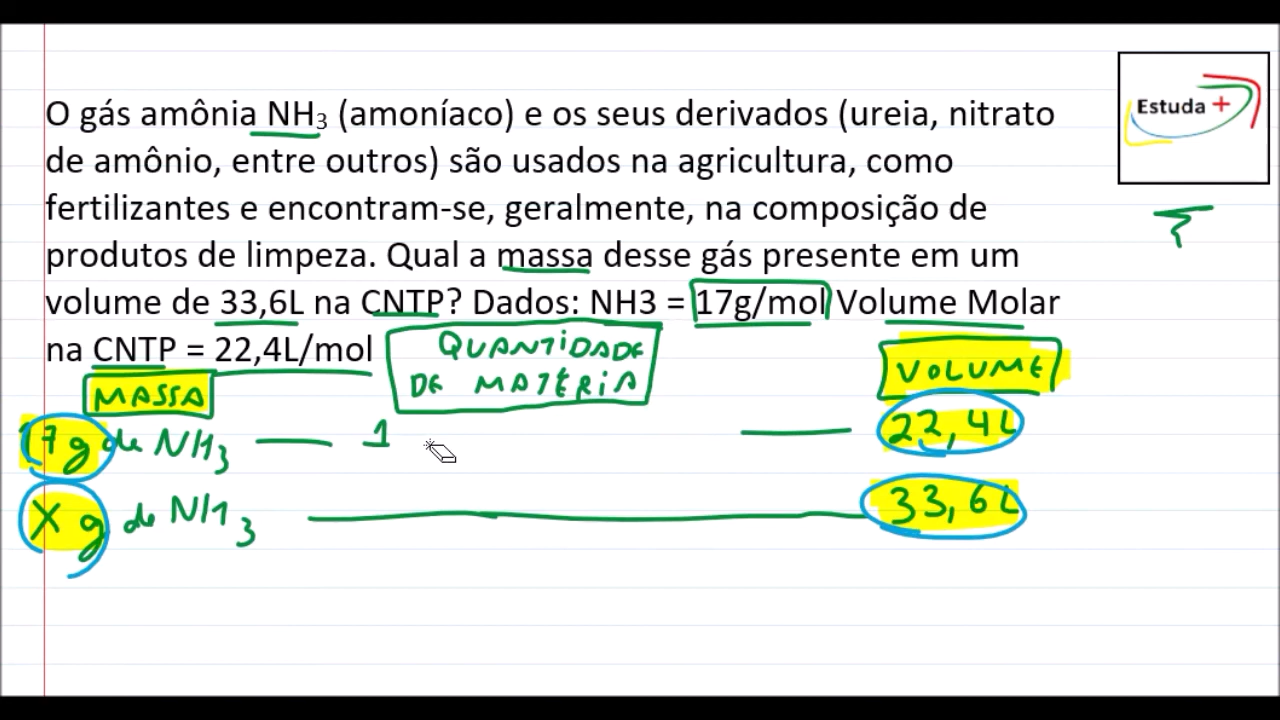 Estuda +
O gás amônia NH₃ (amoníaco) e os seus derivados (ureia, nitrato
de amônio, entre outros) são usados na agricultura, como
fertilizantes e encontram-se, geralmente, na composição de
produtos de limpeza. Qual a massa desse gás presente em um
volume de 33,6L na CNTP? Dados: NH3 = 17g/mol Volume Molar
na CNTP = 22,4L/mol
QUANTIDADE
DE MATÉRIA
VOLUME
MASSA
17g de NH3 — 1 — 22,4L
X g de NH3 — 33,6L